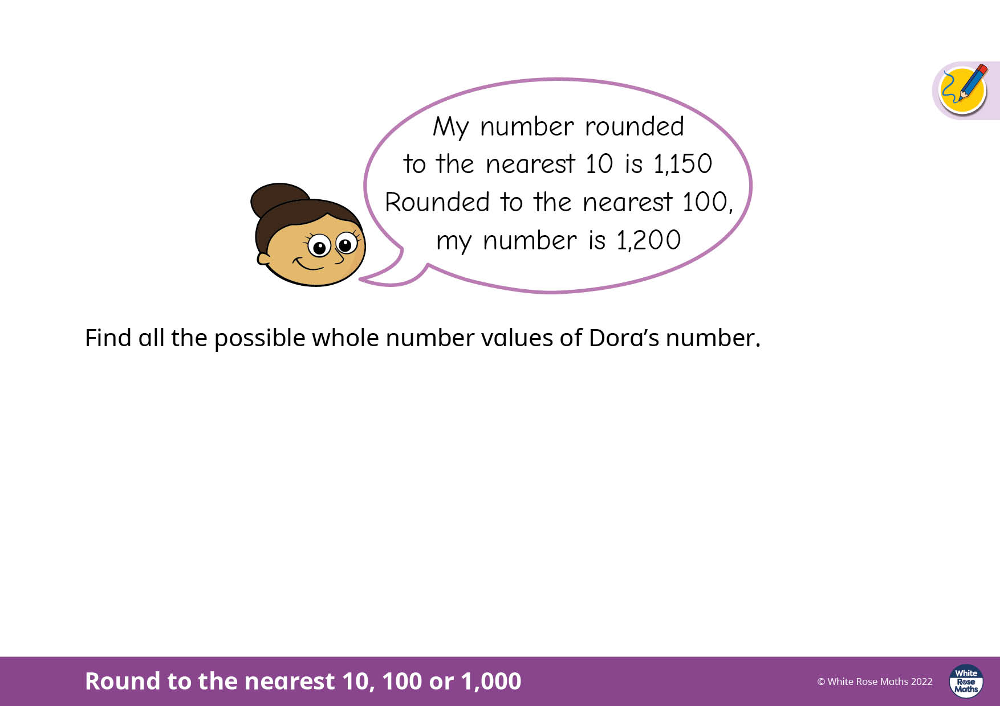 My number rounded
to the nearest 10 is 1,150
Rounded to the nearest 100,
my number is 1,200
Find all the possible whole number values of Dora’s number.
Round to the nearest 10, 100 or 1,000
© White Rose Maths 2022
White
Rose
Maths